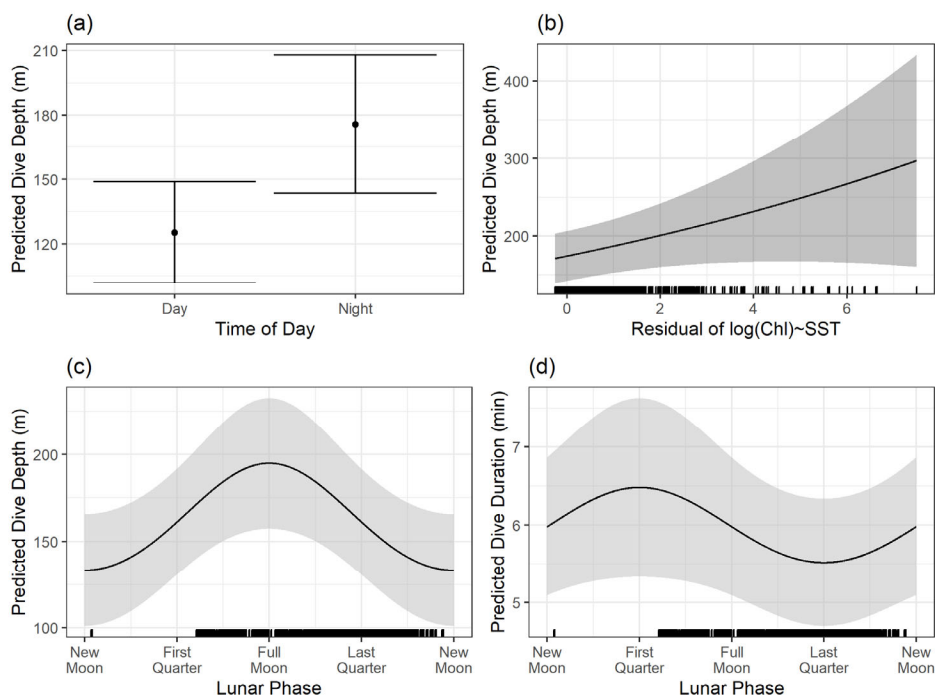 (a)
Predicted Dive Depth (m)
210
180
150
120
Day
Night
Time of Day
(b)
Predicted Dive Depth (m)
400
300
200
0
2
4
6
Residual of log(Chl)~SST
(c)
Predicted Dive Depth (m)
200
150
100
New
Moon
First
Quarter
Full
Moon
Last
Quarter
New
Moon
Lunar Phase
(d)
Predicted Dive Duration (min)
7
6
5
New
Moon
First
Quarter
Full
Moon
Last
Quarter
New
Moon
Lunar Phase